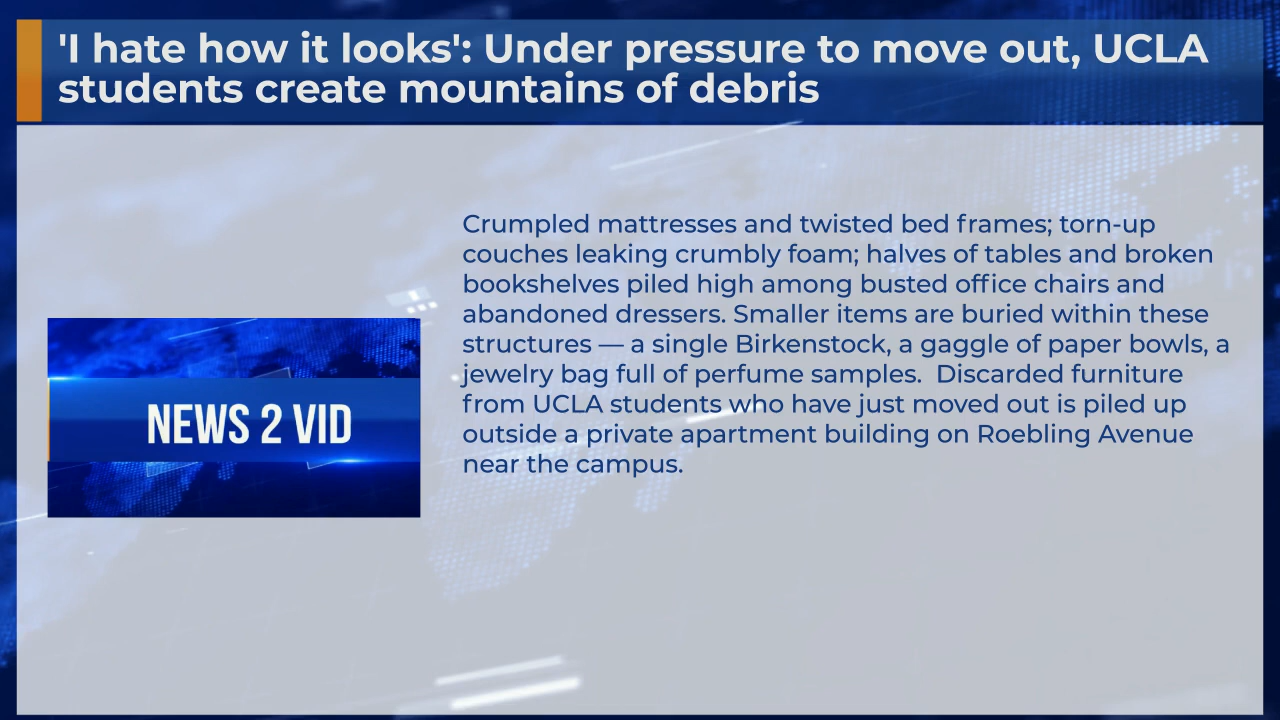 'I hate how it looks': Under pressure to move out, UCLA
students create mountains of debris
Crumpled mattresses and twisted bed frames; torn-up
couches leaking crumbly foam; halves of tables and broken
bookshelves piled high among busted office chairs and
abandoned dressers. Smaller items are buried within these
structures — a single Birkenstock, a gaggle of paper bowls, a
jewelry bag full of perfume samples.  Discarded furniture
from UCLA students who have just moved out is piled up
outside a private apartment building on Roebling Avenue
near the campus.
NEWS 2 VID